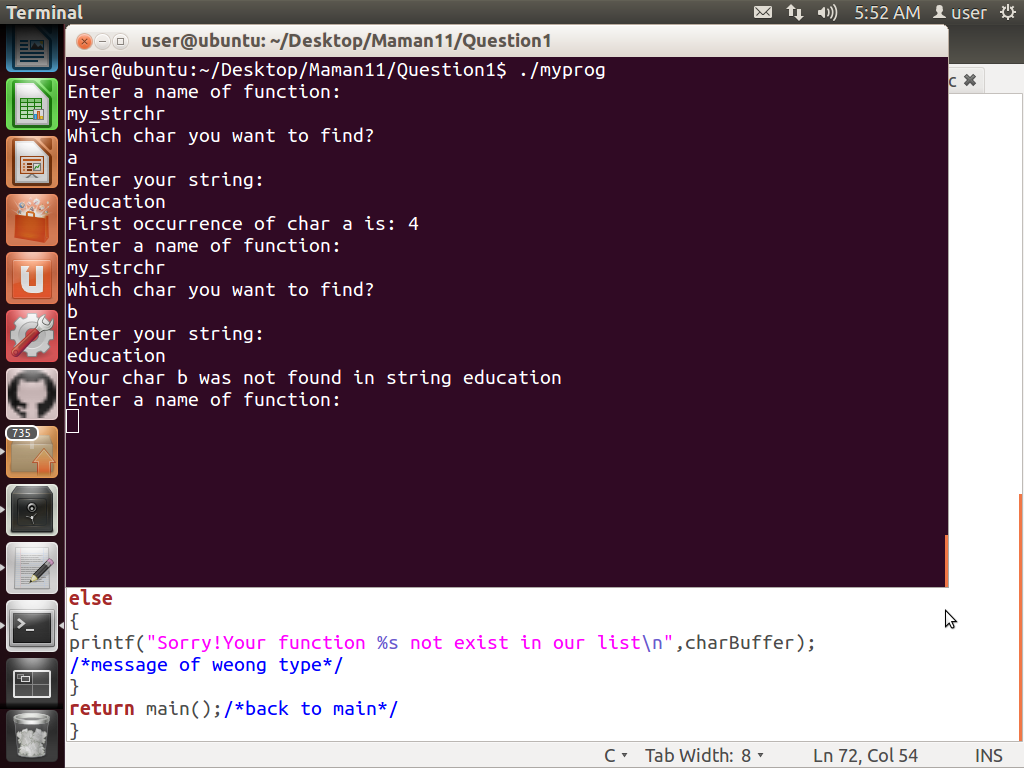 Terminal
5:52 AM
user
user@ubuntu: ~/Desktop/Maman11/Question1
user@ubuntu:~/Desktop/Maman11/Question1$ ./myprog
Enter a name of function:
my_strchr
Which char you want to find?
a
Enter your string:
education
First occurrence of char a is: 4
Enter a name of function:
my_strchr
Which char you want to find?
b
Enter your string:
education
Your char b was not found in string education
Enter a name of function:
c
735
else
{
printf("Sorry!Your function %s not exist in our list\n",charBuffer);
/*message of weong type*/
}
return main();/*back to main*/
}
C
Tab Width: 8
Ln 72, Col 54
INS